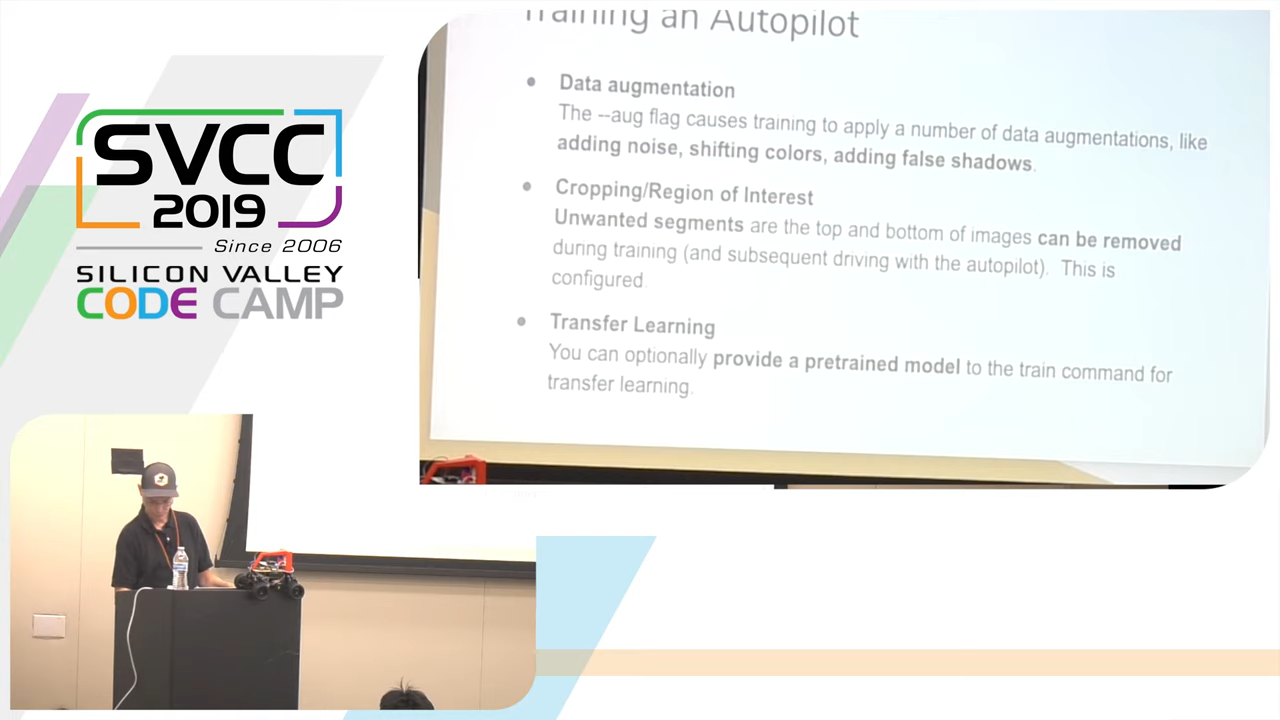 SVCC
2019
Since 2006
SILICON VALLEY
CODE CAMP
Training an Autopilot
Data augmentation
The --aug flag causes training to apply a number of data augmentations, like
adding noise, shifting colors, adding false shadows.
Cropping/Region of Interest
Unwanted segments are the top and bottom of images can be removed
during training (and subsequent driving with the autopilot). This is
configured.
Transfer Learning
You can optionally provide a pretrained model to the train command for
transfer learning.